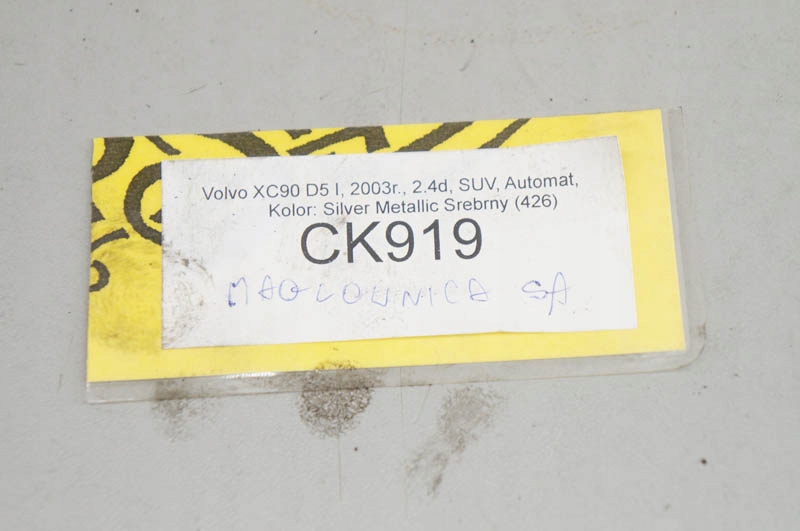 Volvo XC90 D5 I, 2003r., 2.4d, SUV, Automat,
Kolor: Silver Metallic Srebrny (426)
CK919
MAGLOWNICA SA